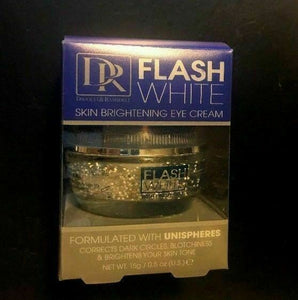 DR
DAGGETT & RAMSDELL
FLASH
WHITE
SKIN BRIGHTENING EYE CREAM
FLASH
WHITE
FORMULATED WITH UNISPHERES
CORRECTS DARK CIRCLES, BLOTCHINESS
& BRIGHTENS YOUR SKIN TONE
NET WT. 15g / 0.5 oz (U.S.)